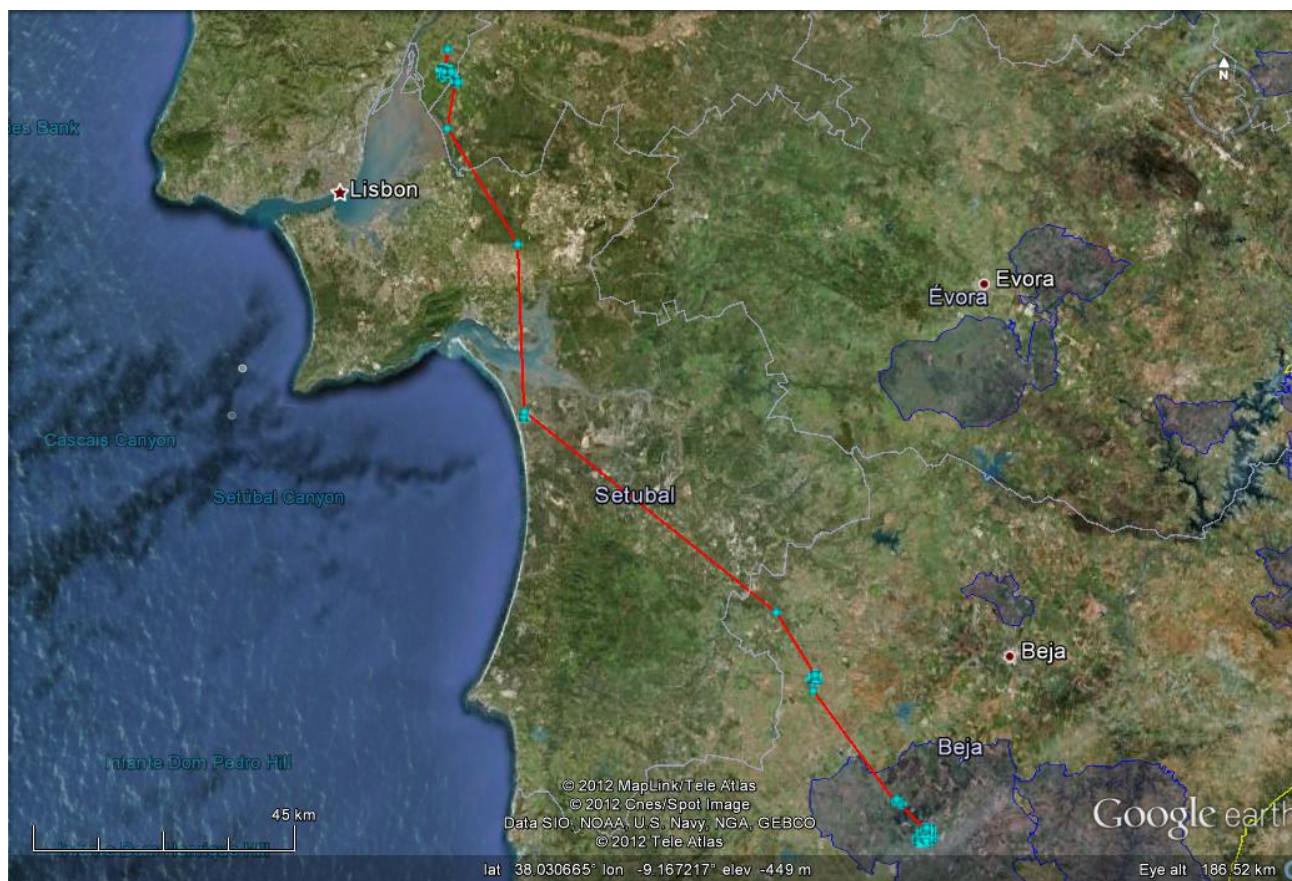 N
es Bank
Lisbon
Evora
Évora
Cascais Canyon
Setúbal Canyon
Setubal
Beja
Beja
Infante Dom Pedro Hill
© 2012 MapLink/Tele Atlas
© 2012 Cnes/Spot Image
Data SIO, NOAA, U.S. Navy, NGA, GEBCO
© 2012 Tele Atlas
45 km
Google earth
Hill
lat 38.030665° lon -9.167217° elev -449 m
Eye alt 186.52 km